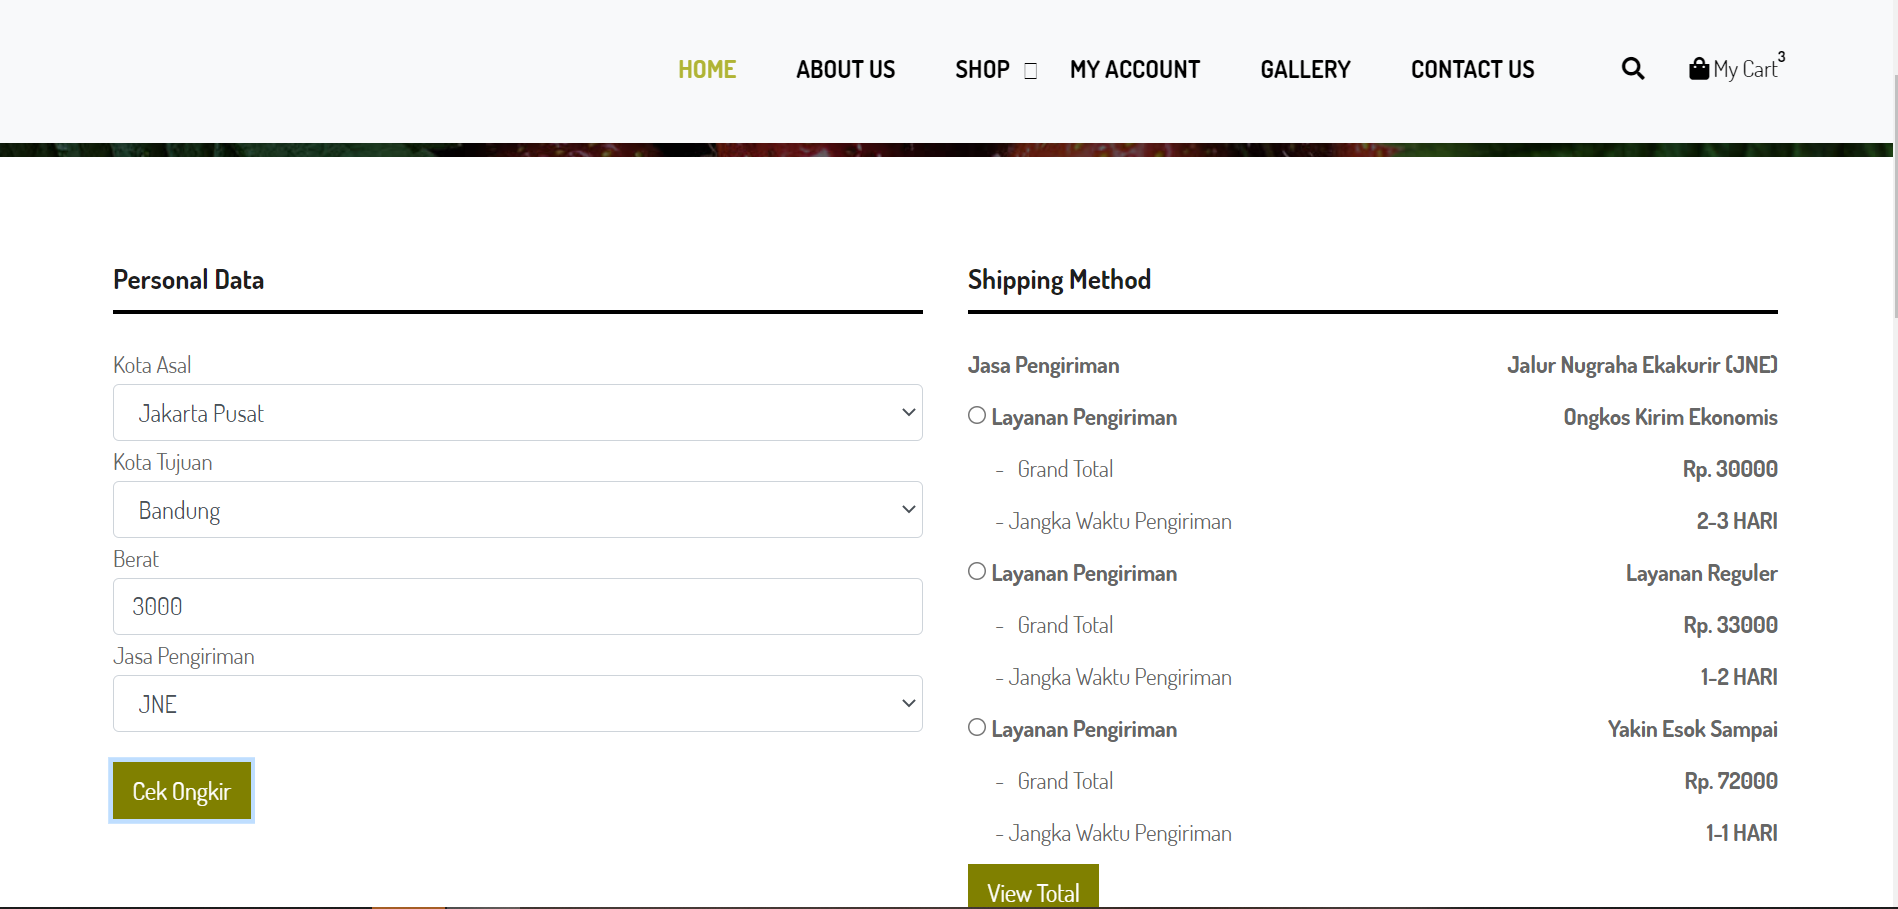 HOME ABOUT US SHOP MY ACCOUNT GALLERY CONTACT US My Cart 3
Personal Data
Kota Asal
Jakarta Pusat
Kota Tujuan
Bandung
Berat
3000
Jasa Pengiriman
JNE
Cek Ongkir
Shipping Method
Jasa Pengiriman Jalur Nugraha Ekakurir (JNE)
Layanan Pengiriman Ongkos Kirim Ekonomis
- Grand Total Rp. 30000
- Jangka Waktu Pengiriman 2-3 HARI
Layanan Pengiriman Layanan Reguler
- Grand Total Rp. 33000
- Jangka Waktu Pengiriman 1-2 HARI
Layanan Pengiriman Yakin Esok Sampai
- Grand Total Rp. 72000
- Jangka Waktu Pengiriman 1-1 HARI
View Total